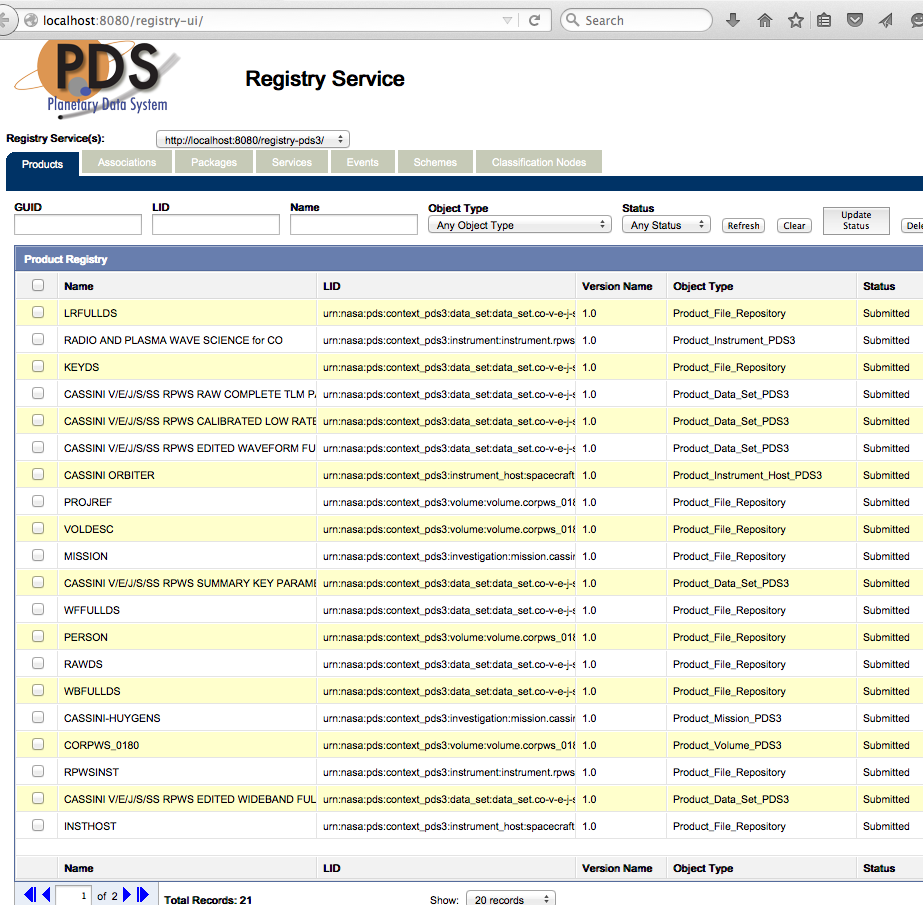 localhost:8080/registry-ui/ Search
PDS
Planetary Data System
Registry Service
Registry Service(s): http://localhost:8080/registry-pds3/
Products Associations Packages Services Events Schemes Classification Nodes
GUID LID Name Object Type Status
Any Object Type Any Status Refresh Clear Update Status
Product Registry
Name LID Version Name Object Type Status
LRFULLDS urn:nasa:pds:context_pds3:data_set:data_set.co-v-e-j-s 1.0 Product_File_Repository Submitted
RADIO AND PLASMA WAVE SCIENCE for CO urn:nasa:pds:context_pds3:instrument:instrument.rpws 1.0 Product_Instrument_PDS3 Submitted
KEYDS urn:nasa:pds:context_pds3:data_set:data_set.co-v-e-j-s 1.0 Product_File_Repository Submitted
CASSINI V/E/J/S/SS RPWS RAW COMPLETE TLM PA urn:nasa:pds:context_pds3:data_set:data_set.co-v-e-j-s 1.0 Product_Data_Set_PDS3 Submitted
CASSINI V/E/J/S/SS RPWS CALIBRATED LOW RATE urn:nasa:pds:context_pds3:data_set:data_set.co-v-e-j-s 1.0 Product_Data_Set_PDS3 Submitted
CASSINI V/E/J/S/SS RPWS EDITED WAVEFORM FU urn:nasa:pds:context_pds3:data_set:data_set.co-v-e-j-s 1.0 Product_Data_Set_PDS3 Submitted
CASSINI ORBITER urn:nasa:pds:context_pds3:instrument_host:spacecraft 1.0 Product_Instrument_Host_PDS3 Submitted
PROJREF urn:nasa:pds:context_pds3:volume:volume.corpws_018 1.0 Product_File_Repository Submitted
VOLDESC urn:nasa:pds:context_pds3:volume:volume.corpws_018 1.0 Product_File_Repository Submitted
MISSION urn:nasa:pds:context_pds3:investigation:mission.cassin 1.0 Product_File_Repository Submitted
CASSINI V/E/J/S/SS RPWS SUMMARY KEY PARAME urn:nasa:pds:context_pds3:data_set:data_set.co-v-e-j-s 1.0 Product_Data_Set_PDS3 Submitted
WFFULLDS urn:nasa:pds:context_pds3:data_set:data_set.co-v-e-j-s 1.0 Product_File_Repository Submitted
PERSON urn:nasa:pds:context_pds3:volume:volume.corpws_018 1.0 Product_File_Repository Submitted
RAWDS urn:nasa:pds:context_pds3:data_set:data_set.co-v-e-j-s 1.0 Product_File_Repository Submitted
WBFULLDS urn:nasa:pds:context_pds3:data_set:data_set.co-v-e-j-s 1.0 Product_File_Repository Submitted
CASSINI-HUYGENS urn:nasa:pds:context_pds3:investigation:mission.cassin 1.0 Product_Mission_PDS3 Submitted
CORPWS_0180 urn:nasa:pds:context_pds3:volume:volume.corpws_018 1.0 Product_Volume_PDS3 Submitted
RPWSINST urn:nasa:pds:context_pds3:instrument:instrument.rpws 1.0 Product_File_Repository Submitted
CASSINI V/E/J/S/SS RPWS EDITED WIDEBAND FUL urn:nasa:pds:context_pds3:data_set:data_set.co-v-e-j-s 1.0 Product_Data_Set_PDS3 Submitted
INSTHOST urn:nasa:pds:context_pds3:instrument_host:spacecraft 1.0 Product_File_Repository Submitted
Name LID Version Name Object Type Status
1 of 2 Total Records: 21 Show: 20 records